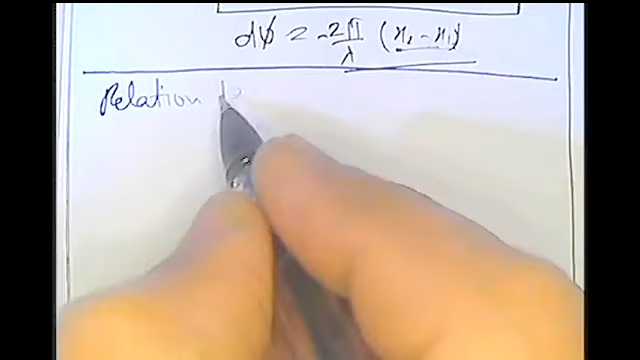 dφ = -2π/λ (x₂ - x₁)
Relation